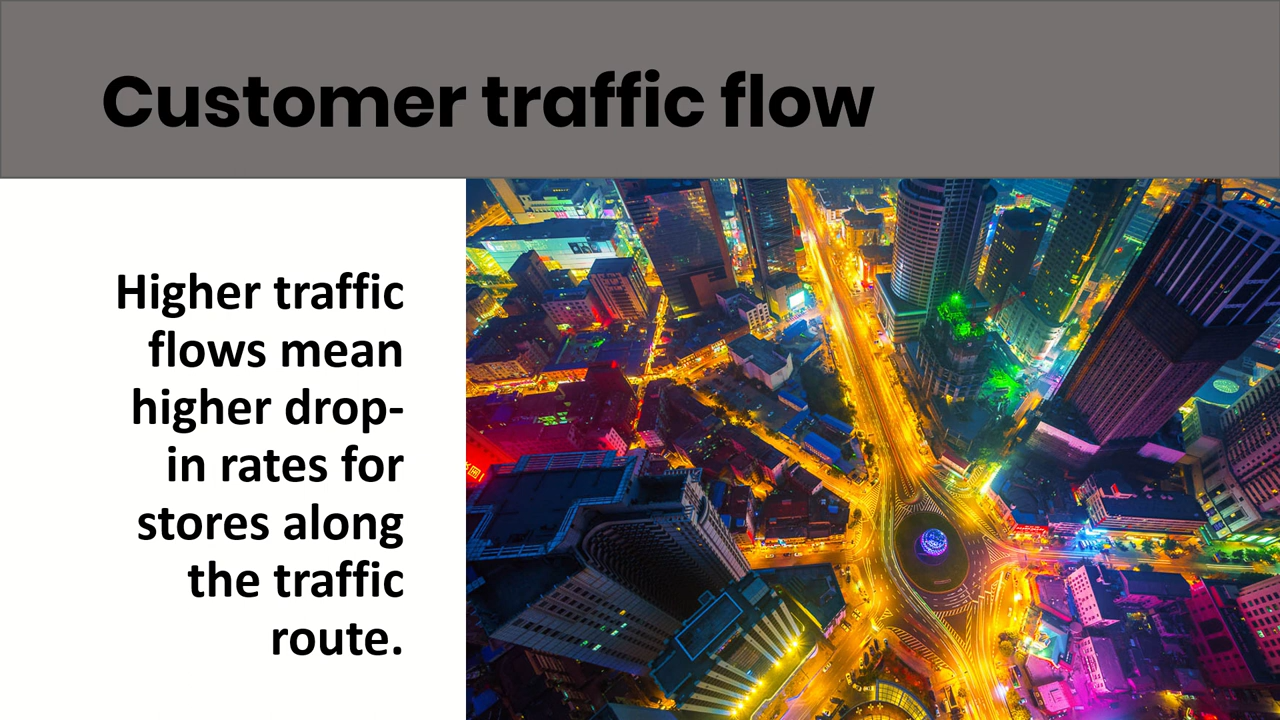 Customer traffic flow
Higher traffic
flows mean
higher drop-
in rates for
stores along
the traffic
route.